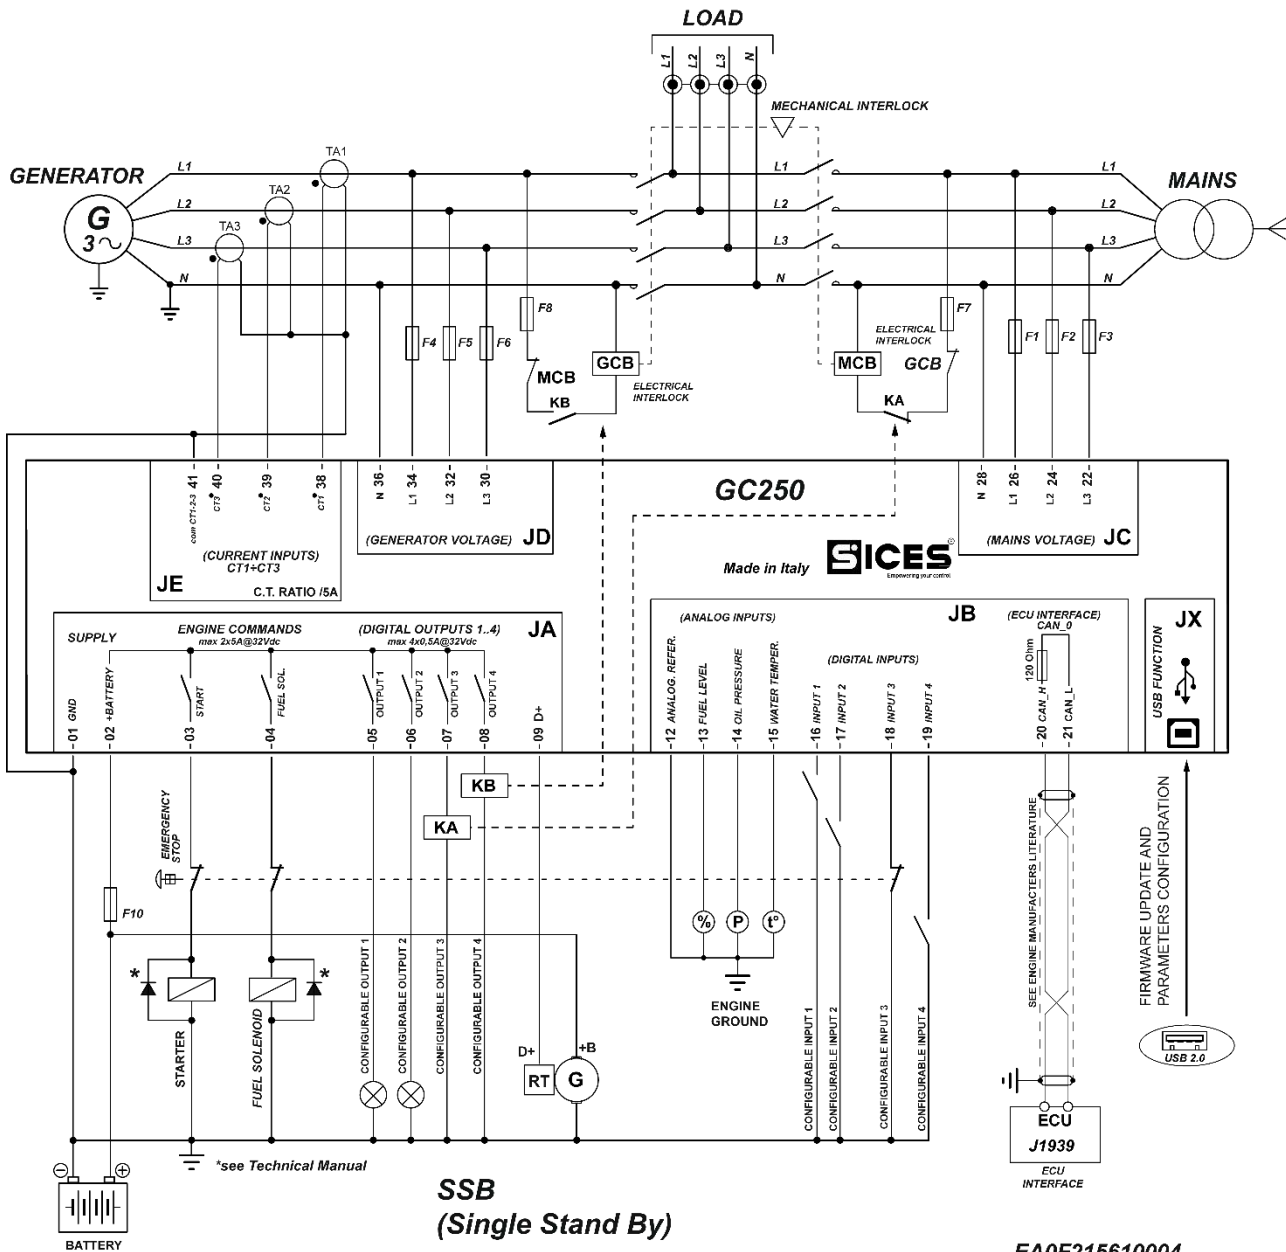 LOAD
L1
L2
L3
N
MECHANICAL INTERLOCK
GENERATOR
G
3
L1
L2
L3
N
TA1
TA2
TA3
L1
L2
L3
N
L1
L2
L3
N
MAINS
F8
F4
F5
F6
MCB
KB
GCB
ELECTRICAL
INTERLOCK
MCB
ELECTRICAL
INTERLOCK
GCB
KA
F7
F1
F2
F3
com CT1-2-3 41
CT3 40
CT2 39
CT1 38
(CURRENT INPUTS)
CT1÷CT3
JE
C.T. RATIO /5A
N 36
L1 34
L2 32
L3 30
(GENERATOR VOLTAGE)
JD
GC250
Made in Italy
SICES
®
Empowering your control
N 28
L1 26
L2 24
L3 22
(MAINS VOLTAGE)
JC
SUPPLY
ENGINE COMMANDS
max 2x5A@32Vdc
(DIGITAL OUTPUTS 1..4)
max 4x0,5A@32Vdc
JA
01 GND
02 +BATTERY
03
START
04
FUEL SOL.
05
OUTPUT 1
06
OUTPUT 2
07
OUTPUT 3
08
OUTPUT 4
09 D+
(ANALOG INPUTS)
JB
(DIGITAL INPUTS)
(ECU INTERFACE)
CAN_0
120 Ohm
12 ANALOG. REFER.
13 FUEL LEVEL
14 OIL PRESSURE
15 WATER TEMPER.
16 INPUT 1
17 INPUT 2
18 INPUT 3
19 INPUT 4
20 CAN_H
21 CAN_L
JX
USB FUNCTION
KB
KA
EMERGENCY
STOP
F10
*
*
STARTER
FUEL SOLENOID
CONFIGURABLE OUTPUT 1
CONFIGURABLE OUTPUT 2
CONFIGURABLE OUTPUT 3
CONFIGURABLE OUTPUT 4
D+
+B
RT
G
%
P
t°
ENGINE
GROUND
CONFIGURABLE INPUT 1
CONFIGURABLE INPUT 2
CONFIGURABLE INPUT 3
CONFIGURABLE INPUT 4
SEE ENGINE MANUFACTERS LITERATURE
FIRMWARE UPDATE AND
PARAMETERS CONFIGURATION
USB 2.0
ECU
J1939
ECU
INTERFACE
*see Technical Manual
BATTERY
SSB
(Single Stand By)
EA0F215610004